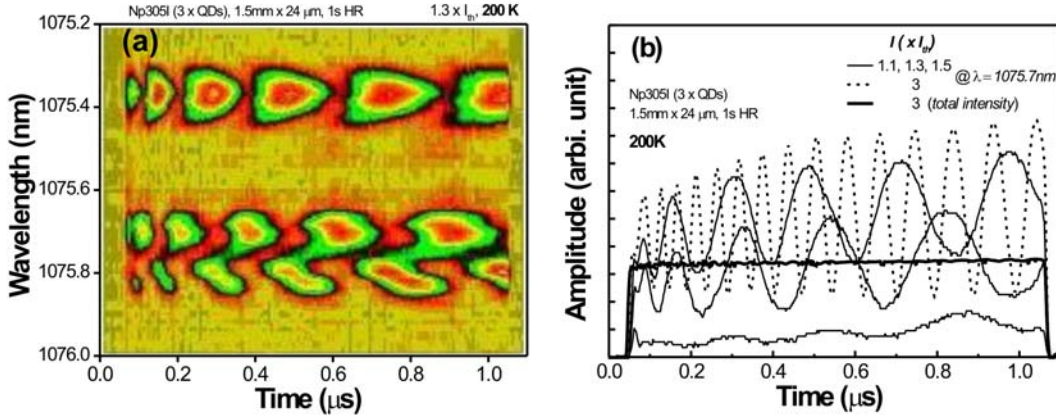 Np305I (3 x QDs), 1.5mm x 24 μm, 1s HR
1.3 x I_th, 200 K
(a)
1075.2
1075.4
1075.6
1075.8
1076.0
Wavelength (nm)
0.0 0.2 0.4 0.6 0.8 1.0
Time (μs)
(b)
I ( x I_th)
1.1, 1.3, 1.5
@ λ = 1075.7nm
3
3 (total intensity)
Np305I (3 x QDs)
1.5mm x 24 μm, 1s HR
200K
Amplitude (arbi. unit)
0.0 0.2 0.4 0.6 0.8 1.0
Time (μs)